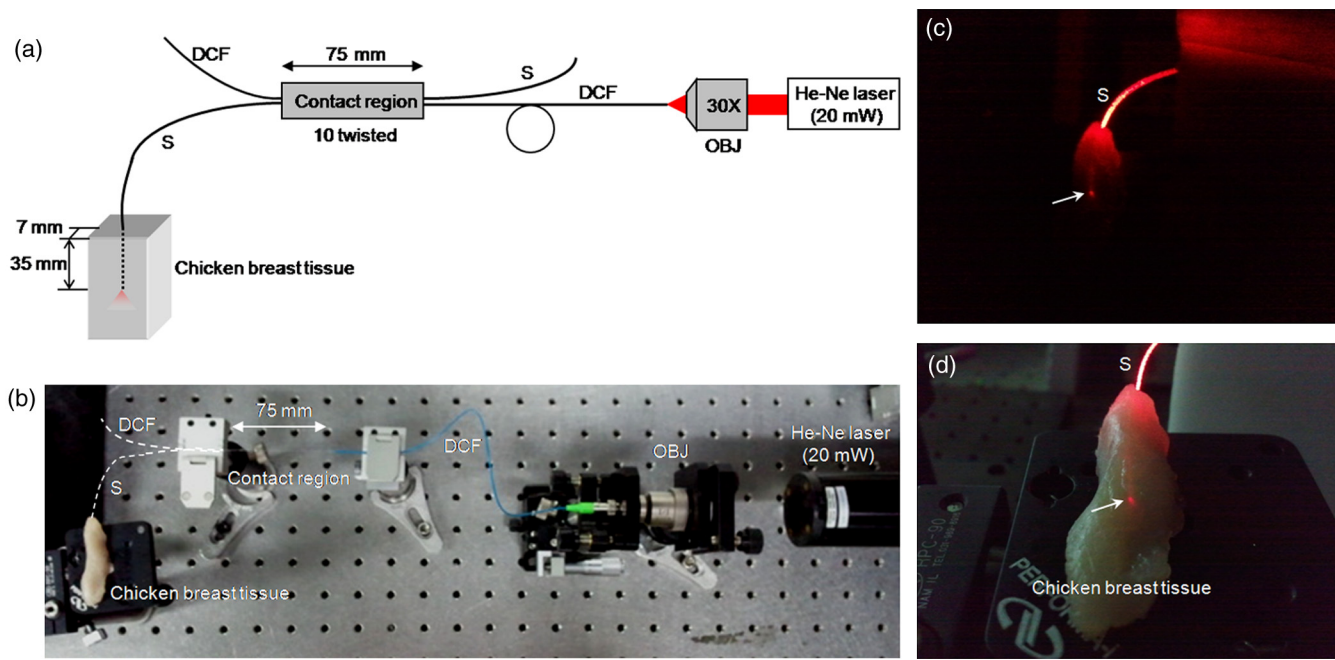 (a)
DCF
75 mm
S
DCF
Contact region
10 twisted
30X
OBJ
He-Ne laser
(20 mW)
S
7 mm
35 mm
Chicken breast tissue
(b)
DCF
75 mm
S
Contact region
DCF
OBJ
He-Ne laser
(20 mW)
Chicken breast tissue
(c)
S
(d)
S
Chicken breast tissue